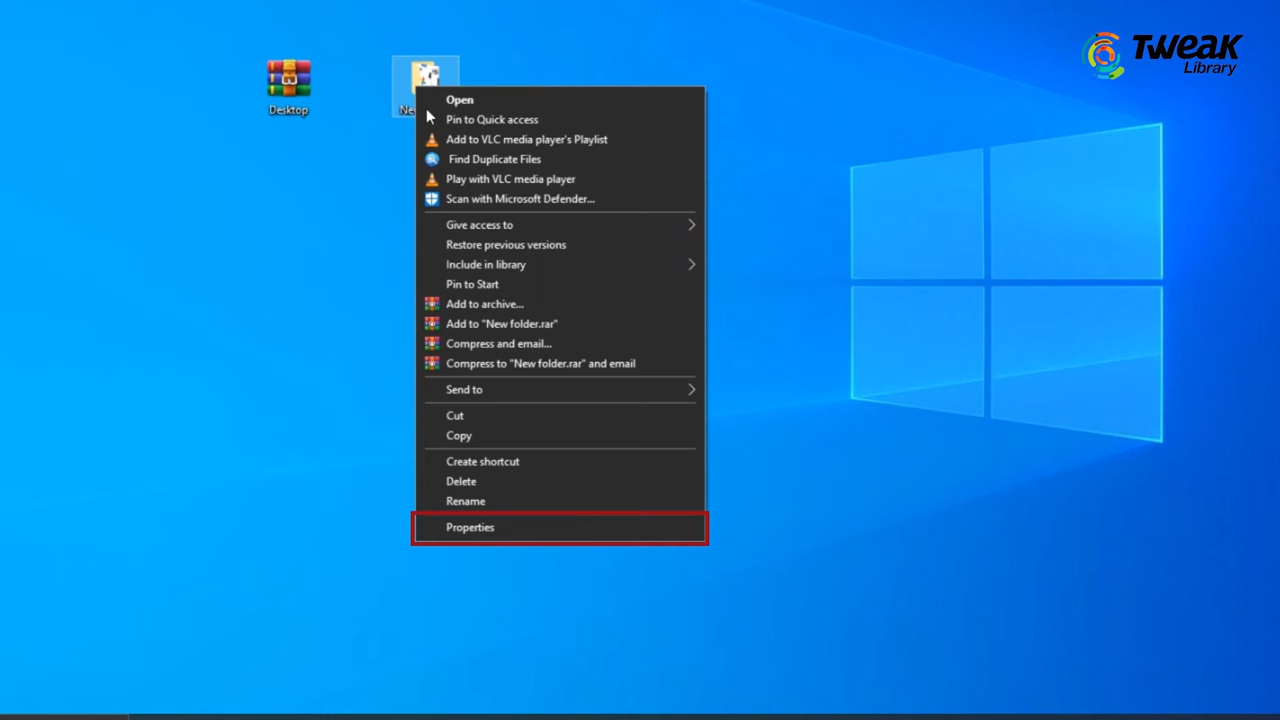 Tweak
Library
Desktop
Open
Pin to Quick access
Add to VLC media player's Playlist
Find Duplicate Files
Play with VLC media player
Scan with Microsoft Defender...
Give access to
Restore previous versions
Include in library
Pin to Start
Add to archive...
Add to "New folder.rar"
Compress and email...
Compress to "New folder.rar" and email
Send to
Cut
Copy
Create shortcut
Delete
Rename
Properties